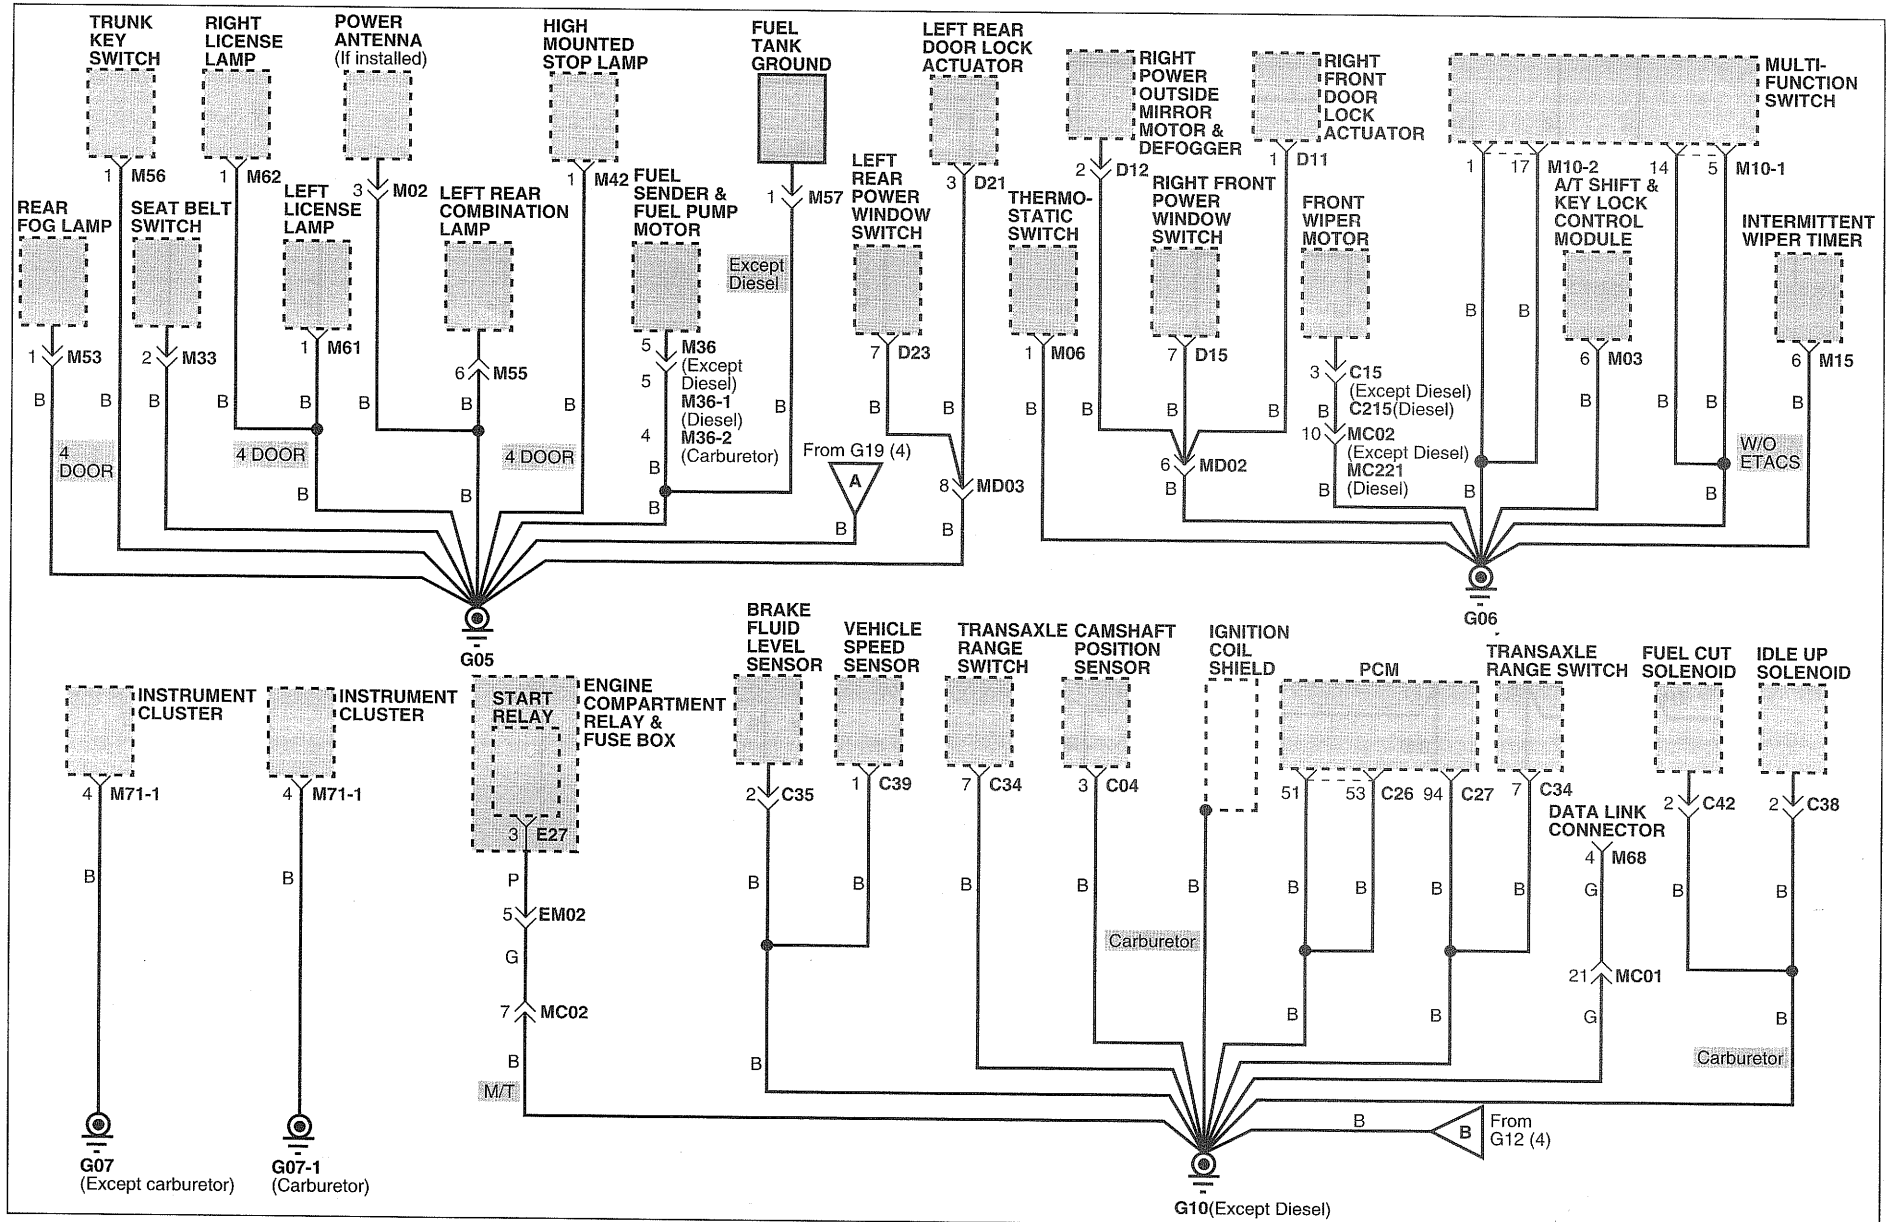 TRUNK
KEY
SWITCH
1
M56
B
RIGHT
LICENSE
LAMP
1
M62
B
POWER
ANTENNA
(If installed)
3
M02
B
HIGH
MOUNTED
STOP LAMP
1
M42
B
FUEL
TANK
GROUND
1
M57
Except
Diesel
B
LEFT REAR
DOOR LOCK
ACTUATOR
3
D21
B
RIGHT
POWER
OUTSIDE
MIRROR
MOTOR &
DEFOGGER
2
D12
B
RIGHT
FRONT
DOOR
LOCK
ACTUATOR
1
D11
B
MULTI-
FUNCTION
SWITCH
1
17
M10-2
14
5
M10-1
B
B
B
B
W/O
ETACS
B
B
REAR
FOG LAMP
1
M53
B
4
DOOR
SEAT BELT
SWITCH
2
M33
B
LEFT
LICENSE
LAMP
1
M61
B
4 DOOR
B
LEFT REAR
COMBINATION
LAMP
6
M55
B
4 DOOR
B
FUEL
SENDER &
FUEL PUMP
MOTOR
5
M36
(Except
Diesel)
5
M36-1
(Diesel)
4
M36-2
(Carburetor)
B
B
LEFT
REAR
POWER
WINDOW
SWITCH
7
D23
B
From G19 (4)
A
B
8
MD03
B
THERMO-
STATIC
SWITCH
1
M06
B
RIGHT FRONT
POWER
WINDOW
SWITCH
7
D15
B
6
MD02
B
FRONT
WIPER
MOTOR
3
C15
(Except Diesel)
C215(Diesel)
B
10
MC02
(Except Diesel)
MC221
(Diesel)
B
A/T SHIFT &
KEY LOCK
CONTROL
MODULE
6
M03
B
INTERMITTENT
WIPER TIMER
6
M15
B
G05
G06
INSTRUMENT
CLUSTER
4
M71-1
B
G07
(Except carburetor)
INSTRUMENT
CLUSTER
4
M71-1
B
G07-1
(Carburetor)
START
RELAY
ENGINE
COMPARTMENT
RELAY &
FUSE BOX
3
E27
P
5
EM02
G
7
MC02
B
M/T
BRAKE
FLUID
LEVEL
SENSOR
2
C35
B
B
VEHICLE
SPEED
SENSOR
1
C39
B
TRANSAXLE
RANGE
SWITCH
7
C34
B
CAMSHAFT
POSITION
SENSOR
3
C04
B
IGNITION
COIL
SHIELD
B
Carburetor
PCM
51
53
C26
94
C27
B
B
B
B
B
TRANSAXLE
RANGE SWITCH
7
C34
B
DATA LINK
CONNECTOR
4
M68
G
21
MC01
G
FUEL CUT
SOLENOID
2
C42
B
IDLE UP
SOLENOID
2
C38
B
B
Carburetor
B
B
From
G12 (4)
G10(Except Diesel)